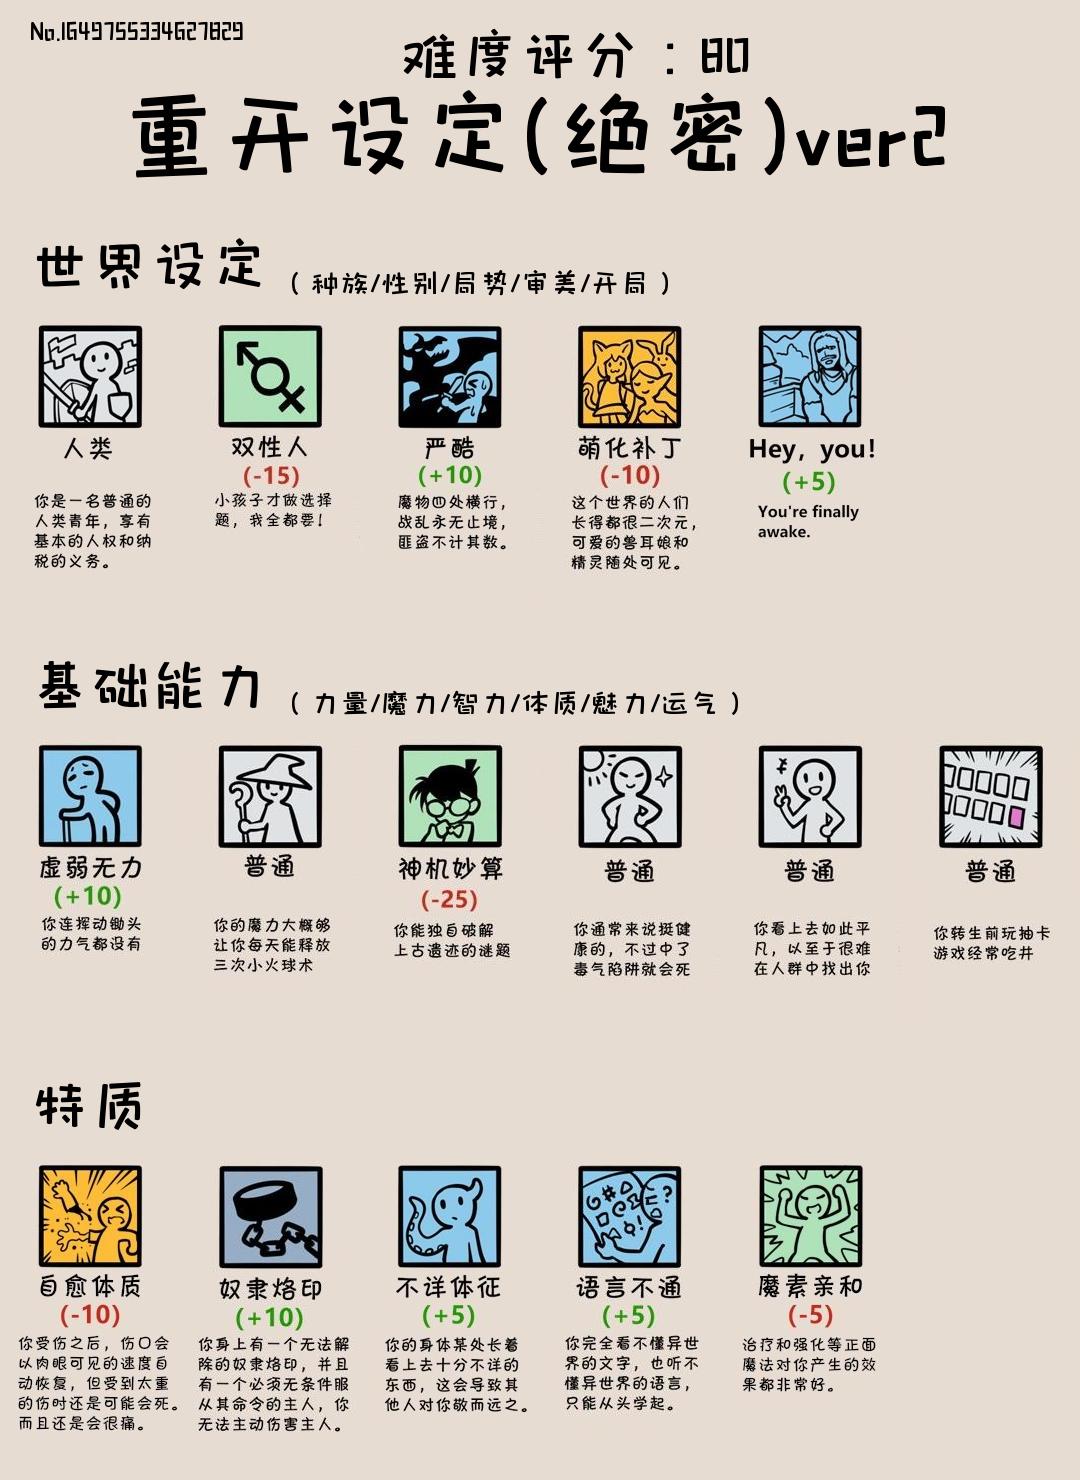 No.1649755334627829
难度评分：80
重开设定(绝密)ver2
世界设定（种族/性别/局势/审美/开局）
人类
你是一名普通的
人类青年，享有
基本的人权和纳
税的义务。
双性人
(-15)
小孩子才做选择
题，我全都要！
严酷
(+10)
魔物四处横行，
战乱永无止境，
匪盗不计其数。
萌化补丁
(-10)
这个世界的人们
长得都很二次元，
可爱的兽耳娘和
精灵随处可见。
Hey, you!
(+5)
You're finally
awake.
基础能力（力量/魔力/智力/体质/魅力/运气）
虚弱无力
(+10)
你连挥动锄头
的力气都没有
普通
你的魔力大概够
让你每天能释放
三次小火球术
神机妙算
(-25)
你能独自破解
上古遗迹的谜题
普通
你通常来说挺健
康的，不过中了
毒气陷阱就会死
普通
你看上去如此平
凡，以至于很难
在人群中找出你
普通
你转生前玩抽卡
游戏经常吃井
特质
自愈体质
(-10)
你受伤之后，伤口会
以肉眼可见的速度自
动恢复，但受到太重
的伤时还是可能会死。
而且还是会很痛。
奴隶烙印
(+10)
你身上有一个无法解
除的奴隶烙印，并且
有一个必须无条件服
从其命令的主人，你
无法主动伤害主人。
不详体征
(+5)
你的身体某处长着
看上去十分不详的
东西，这会导致其
他人对你敬而远之。
语言不通
(+5)
你完全看不懂异世
界的文字，也听不
懂异世界的语言，
只能从头学起。
魔素亲和
(-5)
治疗和强化等正面
魔法对你产生的效
果都非常好。